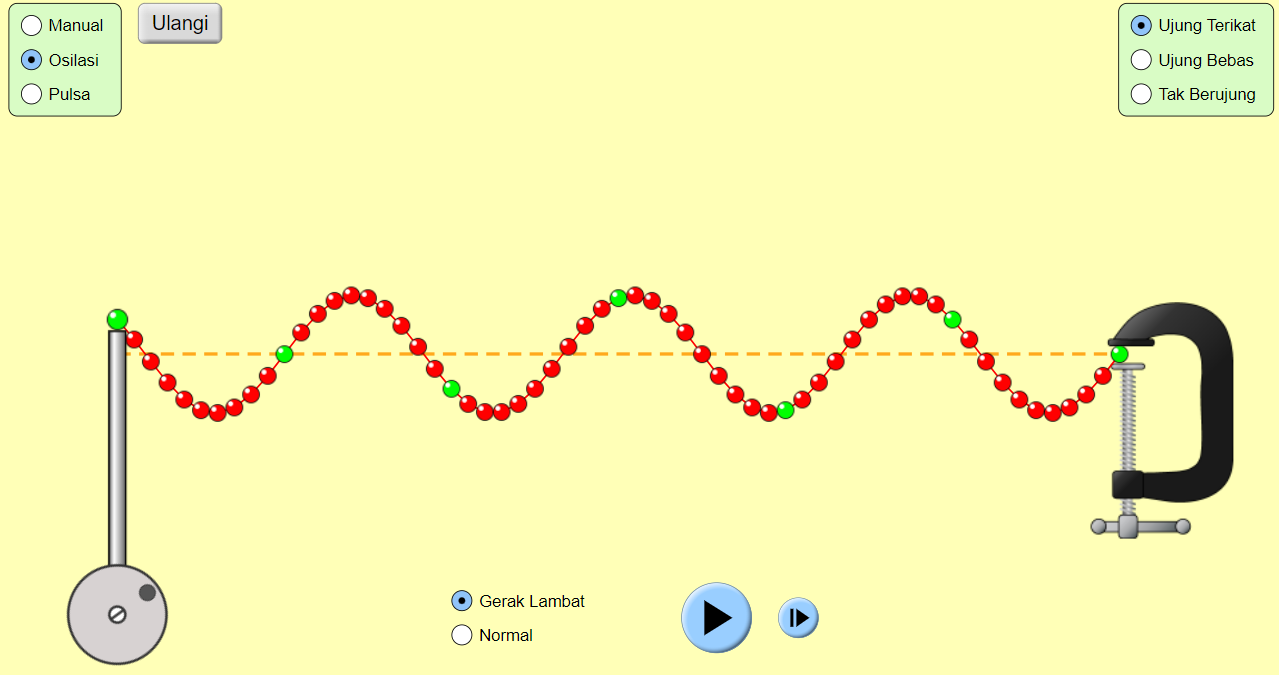 Manual
Osilasi
Pulsa
Ulangi
Ujung Terikat
Ujung Bebas
Tak Berujung
Gerak Lambat
Normal